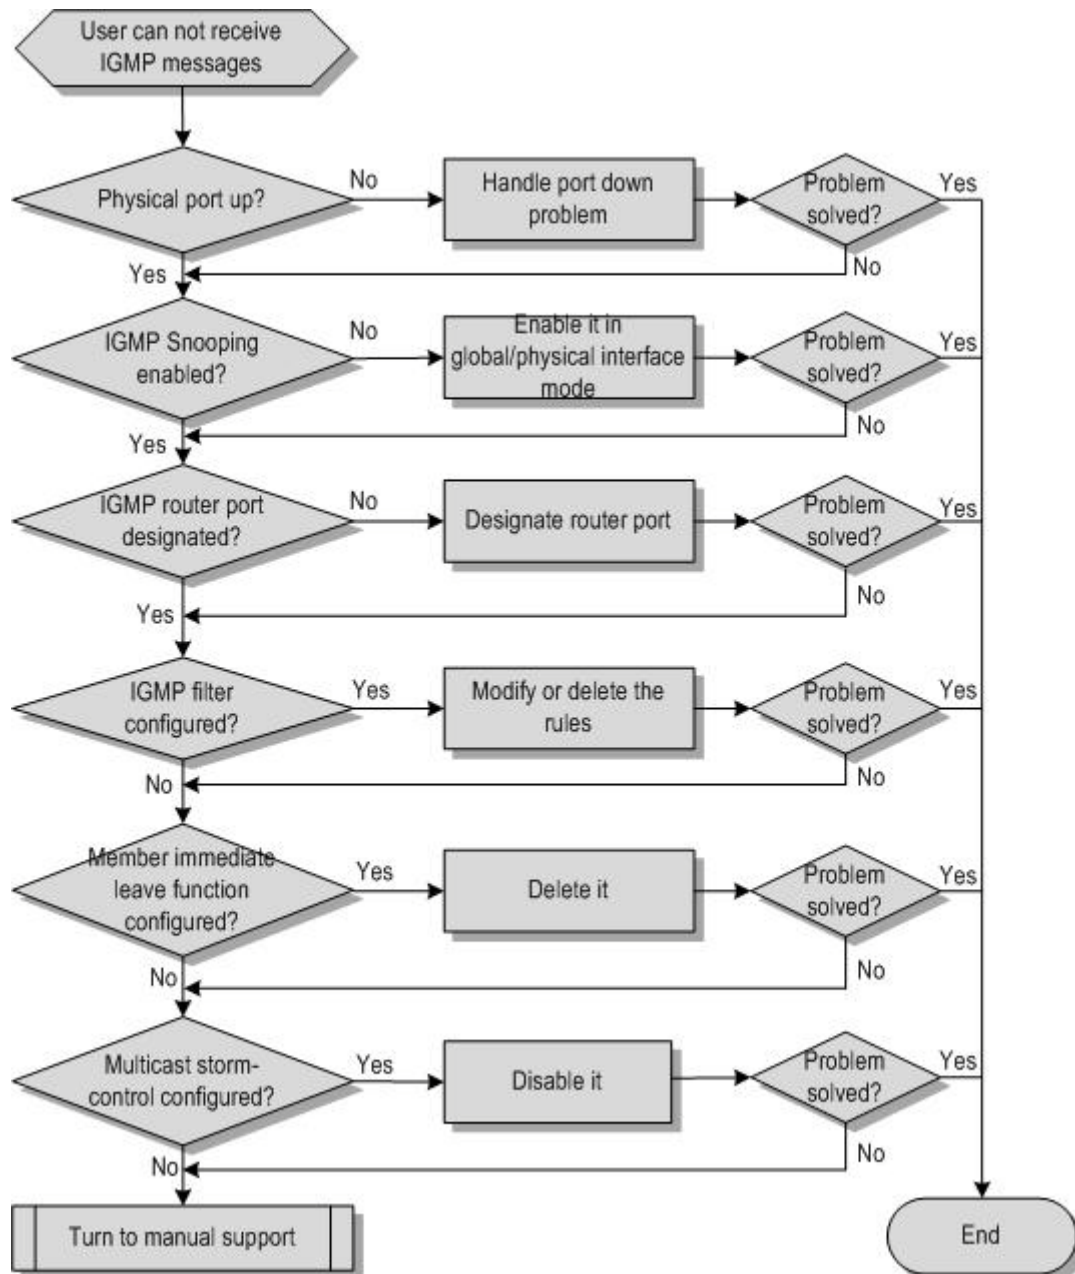 User can not receive
IGMP messages
Physical port up?
No
Handle port down
problem
Problem
solved?
Yes
No
Yes
IGMP Snooping
enabled?
No
Enable it in
global/physical interface
mode
Problem
solved?
Yes
No
Yes
IGMP router port
designated?
No
Designate router port
Problem
solved?
Yes
No
Yes
IGMP filter
configured?
Yes
Modify or delete the
rules
Problem
solved?
Yes
No
No
Member immediate
leave function
configured?
Yes
Delete it
Problem
solved?
Yes
No
No
Multicast storm-
control configured?
Yes
Disable it
Problem
solved?
Yes
No
No
Turn to manual support
End